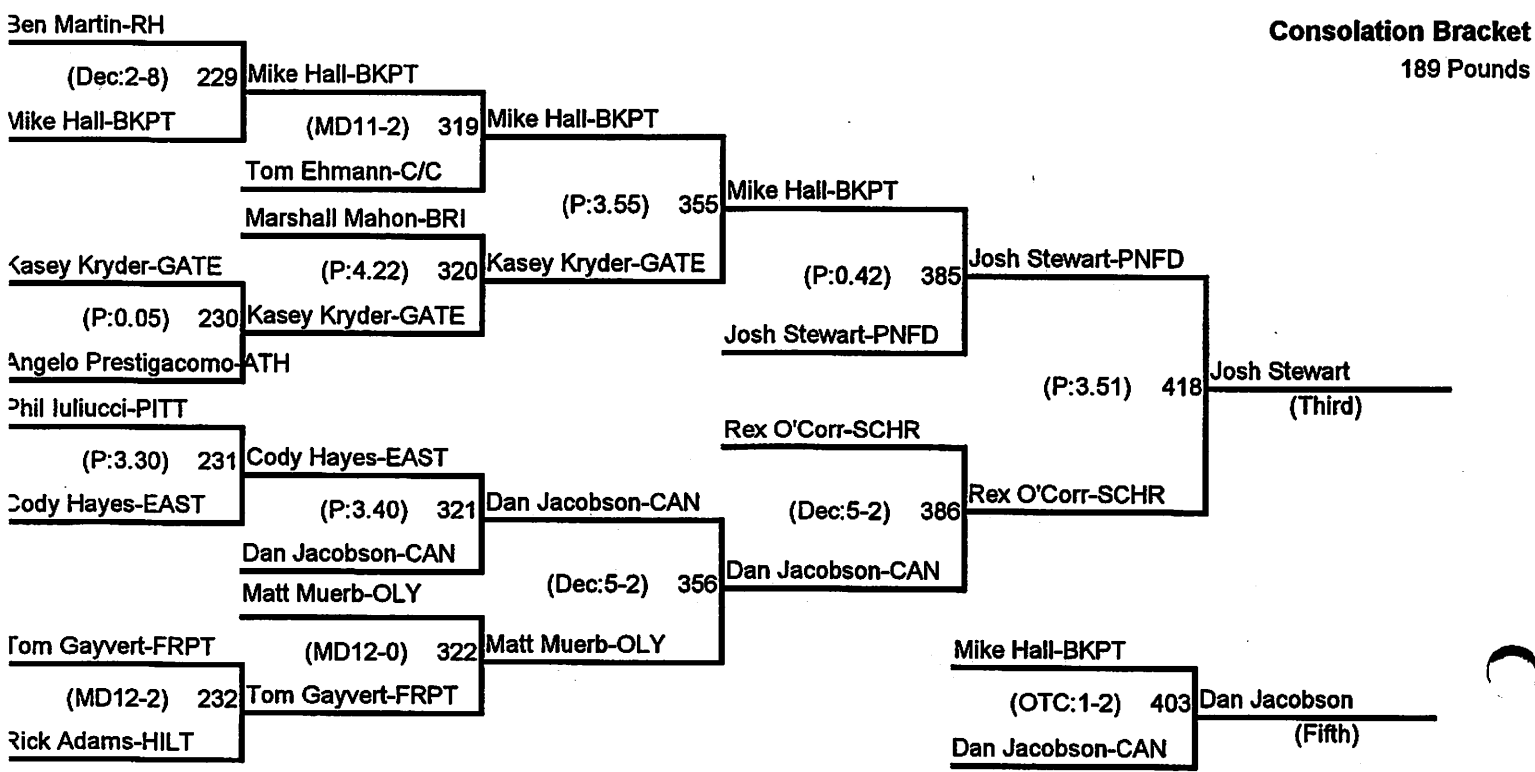 Consolation Bracket
189 Pounds
Ben Martin-RH
(Dec:2-8) 229 Mike Hall-BKPT
Mike Hall-BKPT
(MD11-2) 319 Mike Hall-BKPT
Tom Ehmann-C/C
(P:3.55) 355 Mike Hall-BKPT
Marshall Mahon-BRI
Kasey Kryder-GATE
(P:4.22) 320 Kasey Kryder-GATE
(P:0.05) 230 Kasey Kryder-GATE
Angelo Prestigacomo-ATH
(P:0.42) 385 Josh Stewart-PNFD
Josh Stewart-PNFD
(P:3.51) 418 Josh Stewart
(Third)
Phil Iuliucci-PITT
(P:3.30) 231 Cody Hayes-EAST
Cody Hayes-EAST
(P:3.40) 321 Dan Jacobson-CAN
Dan Jacobson-CAN
Rex O'Corr-SCHR
(Dec:5-2) 386 Rex O'Corr-SCHR
(Dec:5-2) 356 Dan Jacobson-CAN
Matt Muerb-OLY
(MD12-0) 322 Matt Muerb-OLY
Tom Gayvert-FRPT
(MD12-2) 232 Tom Gayvert-FRPT
Rick Adams-HILT
Mike Hall-BKPT
(OTC:1-2) 403 Dan Jacobson
(Fifth)
Dan Jacobson-CAN